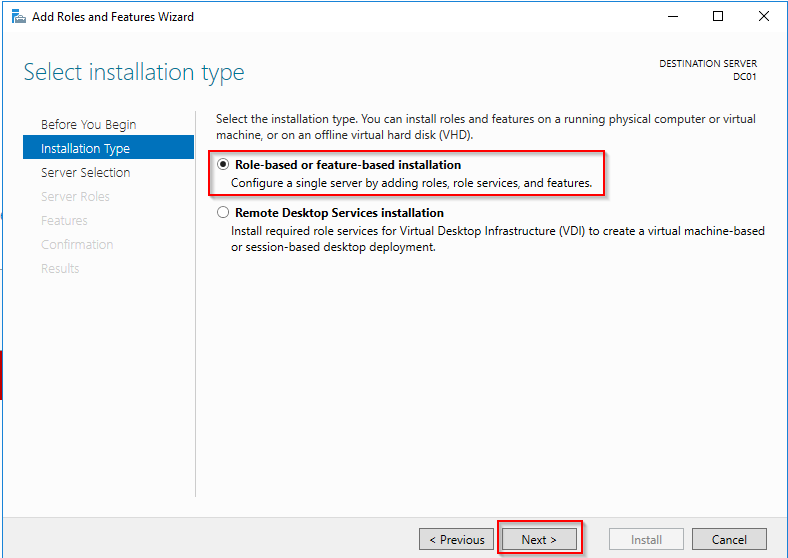 Add Roles and Features Wizard
Select installation type
DESTINATION SERVER
DC01
Before You Begin
Installation Type
Server Selection
Server Roles
Features
Confirmation
Results
Select the installation type. You can install roles and features on a running physical computer or virtual
machine, or on an offline virtual hard disk (VHD).
Role-based or feature-based installation
Configure a single server by adding roles, role services, and features.
Remote Desktop Services installation
Install required role services for Virtual Desktop Infrastructure (VDI) to create a virtual machine-based
or session-based desktop deployment.
< Previous
Next >
Install
Cancel